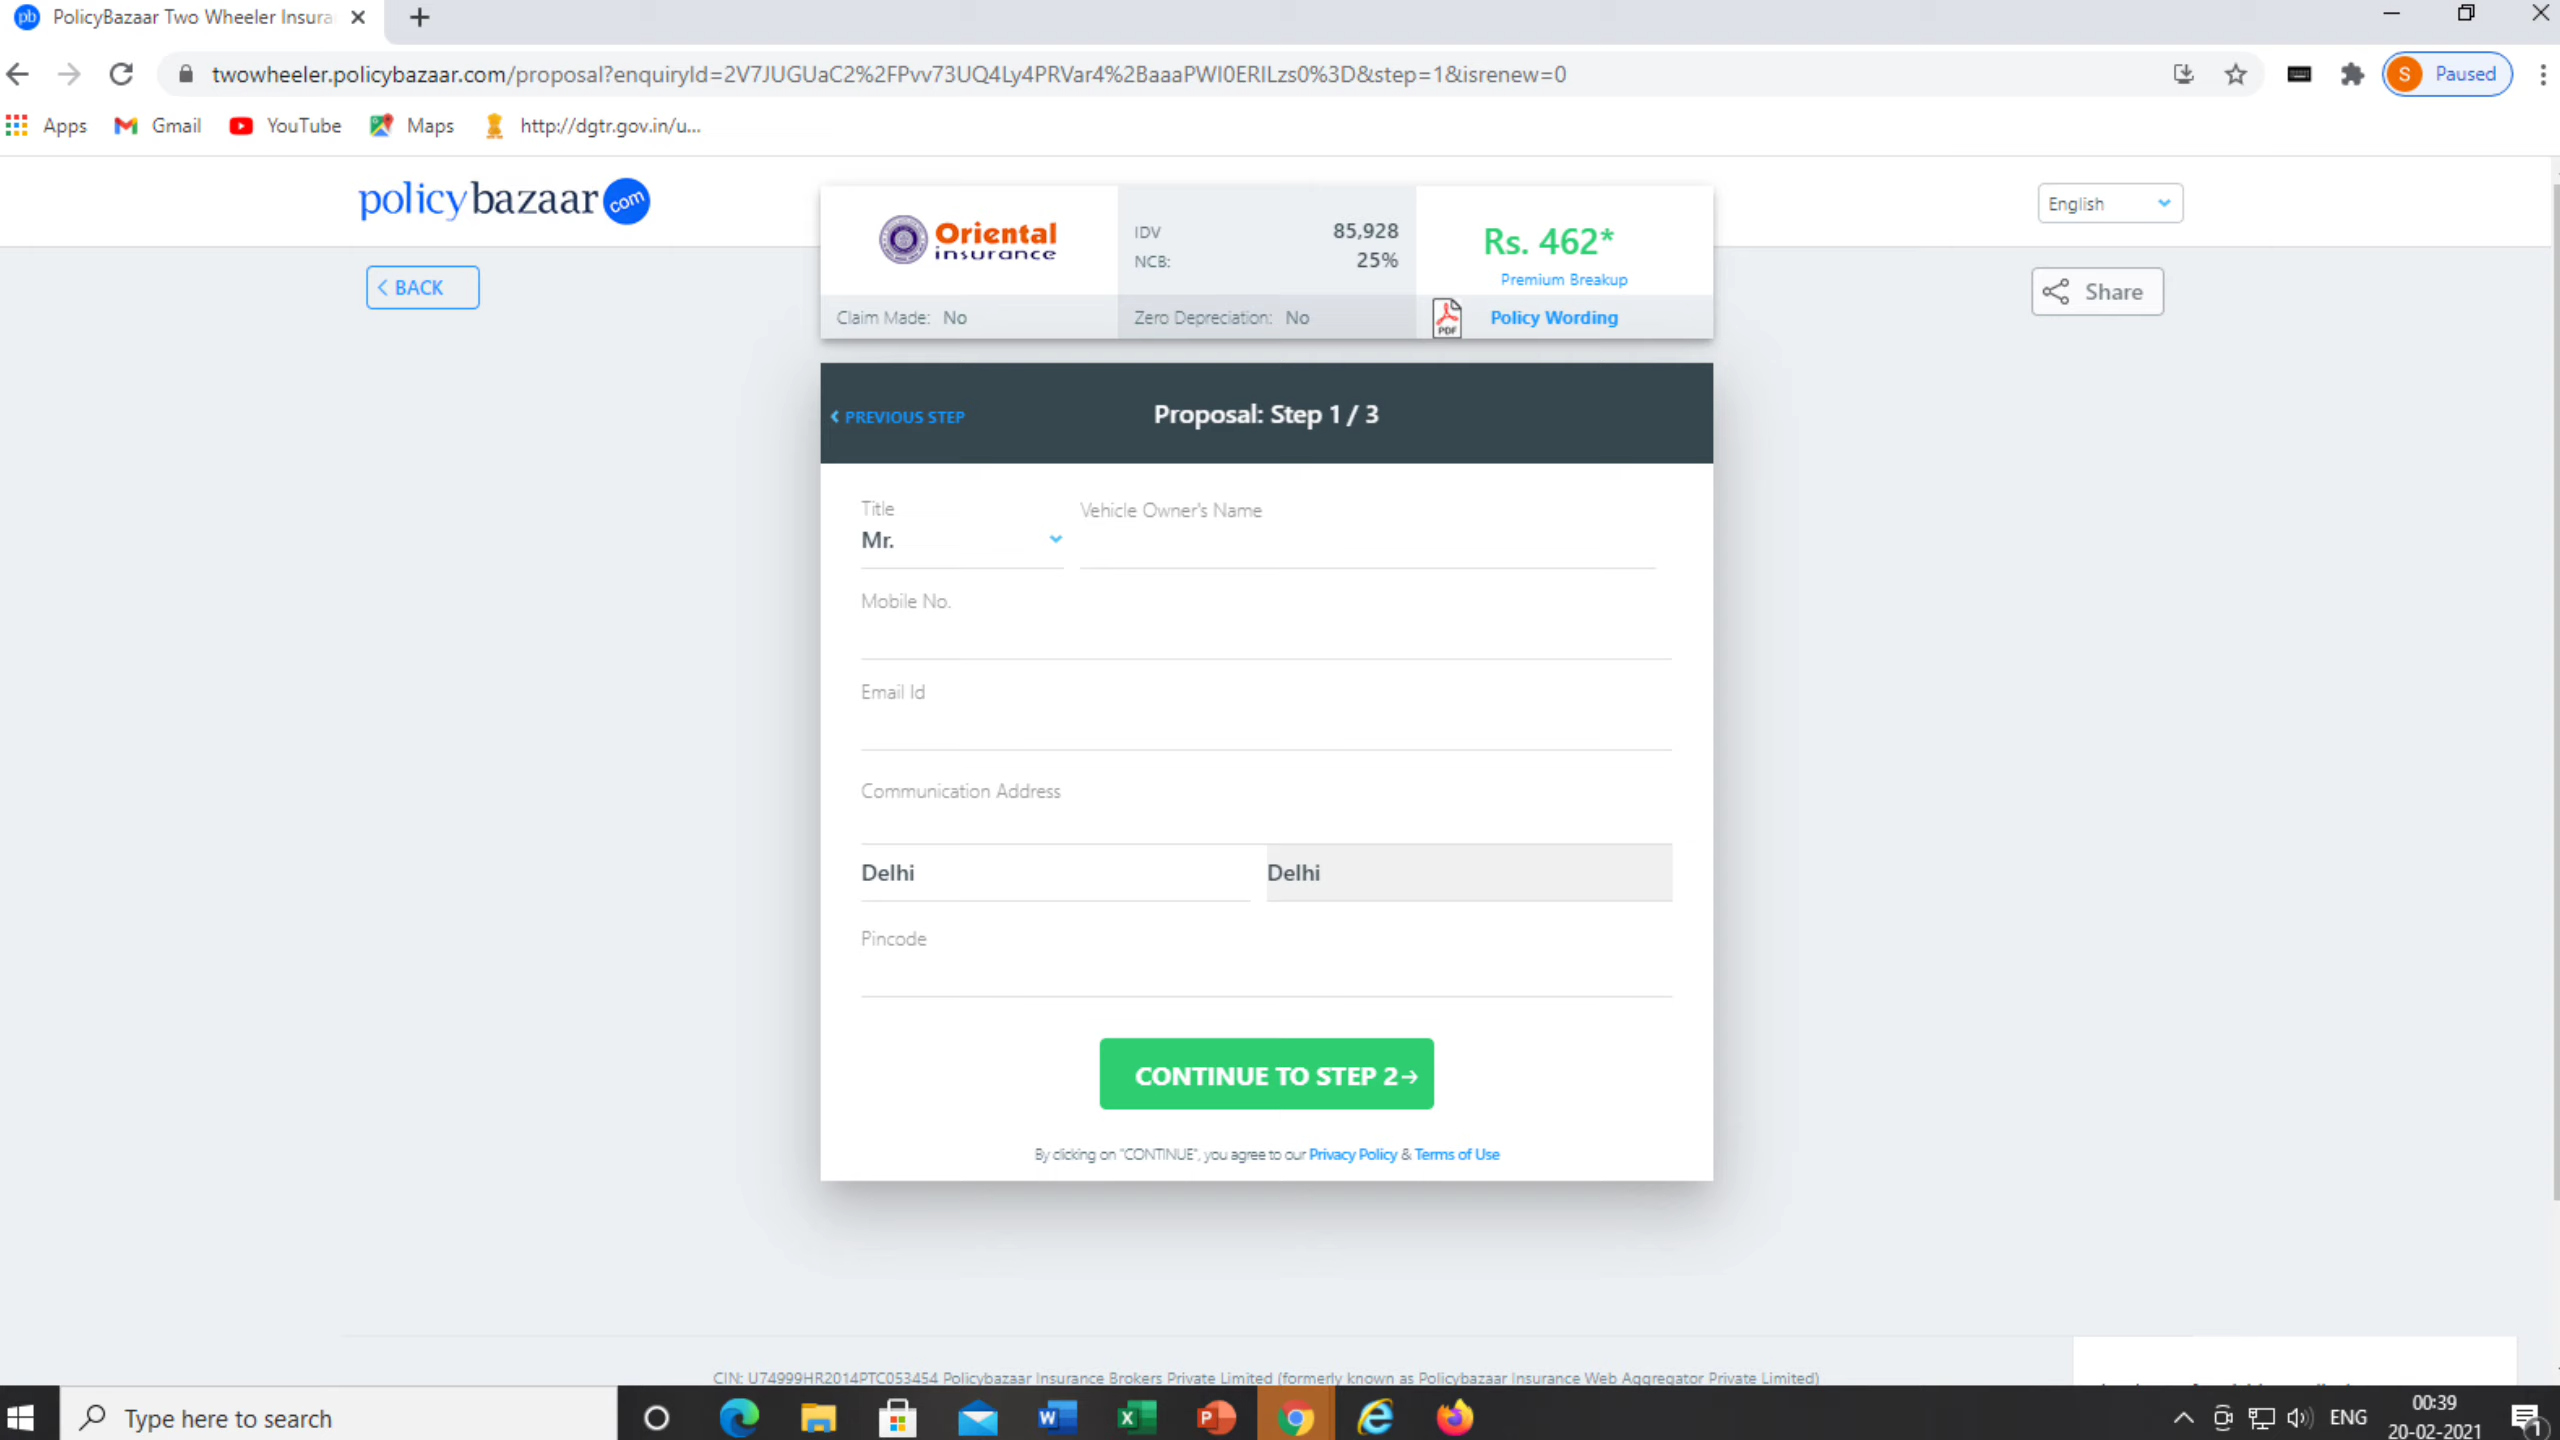 pb PolicyBazaar Two Wheeler Insura
twowheeler.policybazaar.com/proposal?enquiryId=2V7JUGUaC2%2FPvv73UQ4Ly4PRVar4%2BaaaPWI0ERILzs0%3D&step=1&isrenew=0
S Paused
Apps Gmail YouTube Maps http://dgtr.gov.in/u...
policybazaar com
English
BACK
Share
Oriental insurance
IDV 85,928
NCB: 25%
Rs. 462*
Premium Breakup
Claim Made: No
Zero Depreciation: No
PDF Policy Wording
PREVIOUS STEP
Proposal: Step 1 / 3
Title
Mr.
Vehicle Owner's Name
Mobile No.
Email Id
Communication Address
Delhi
Delhi
Pincode
CONTINUE TO STEP 2
By clicking on "CONTINUE", you agree to our Privacy Policy & Terms of Use
CIN: U74999HR2014PTC053454 Policybazaar Insurance Brokers Private Limited (formerly known as Policybazaar Insurance Web Aggregator Private Limited)
Type here to search
ENG
00:39
20-02-2021
1